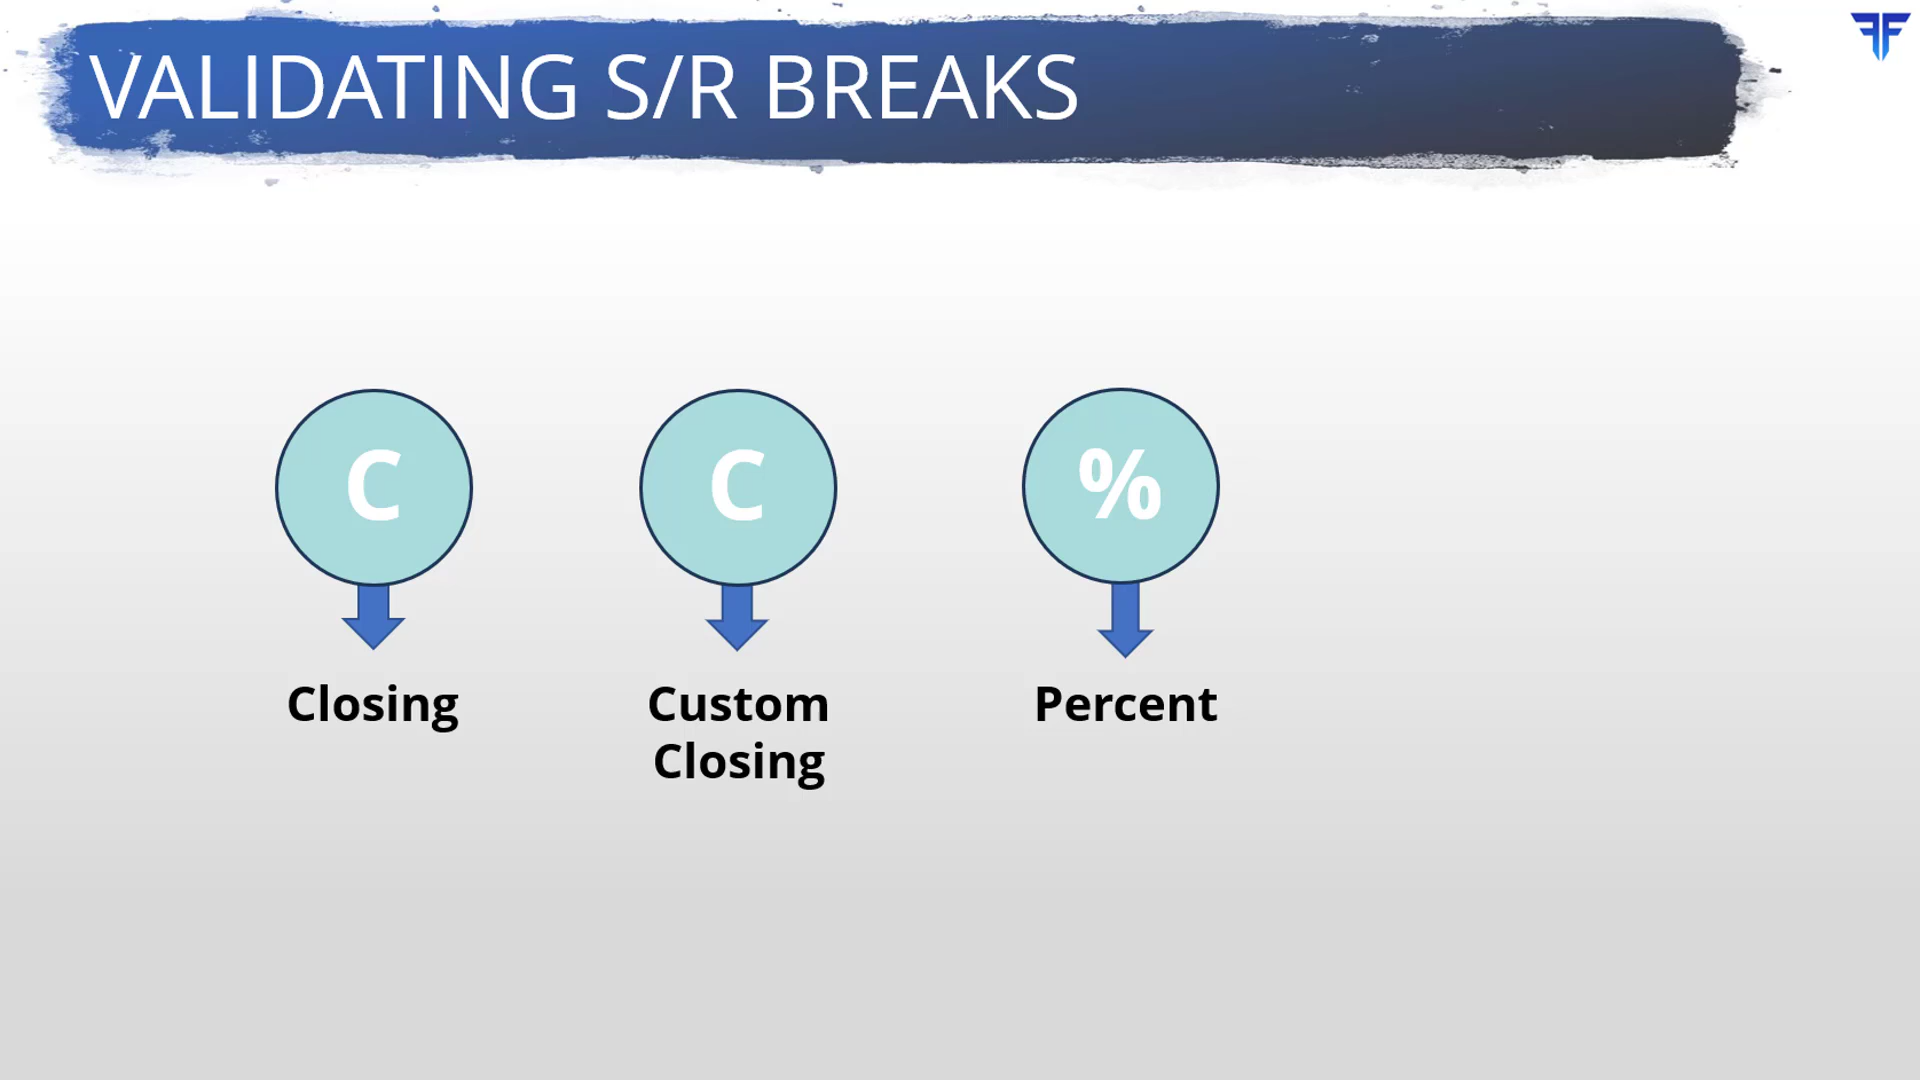 VALIDATING S/R BREAKS
C
C
%
Closing
Custom
Closing
Percent